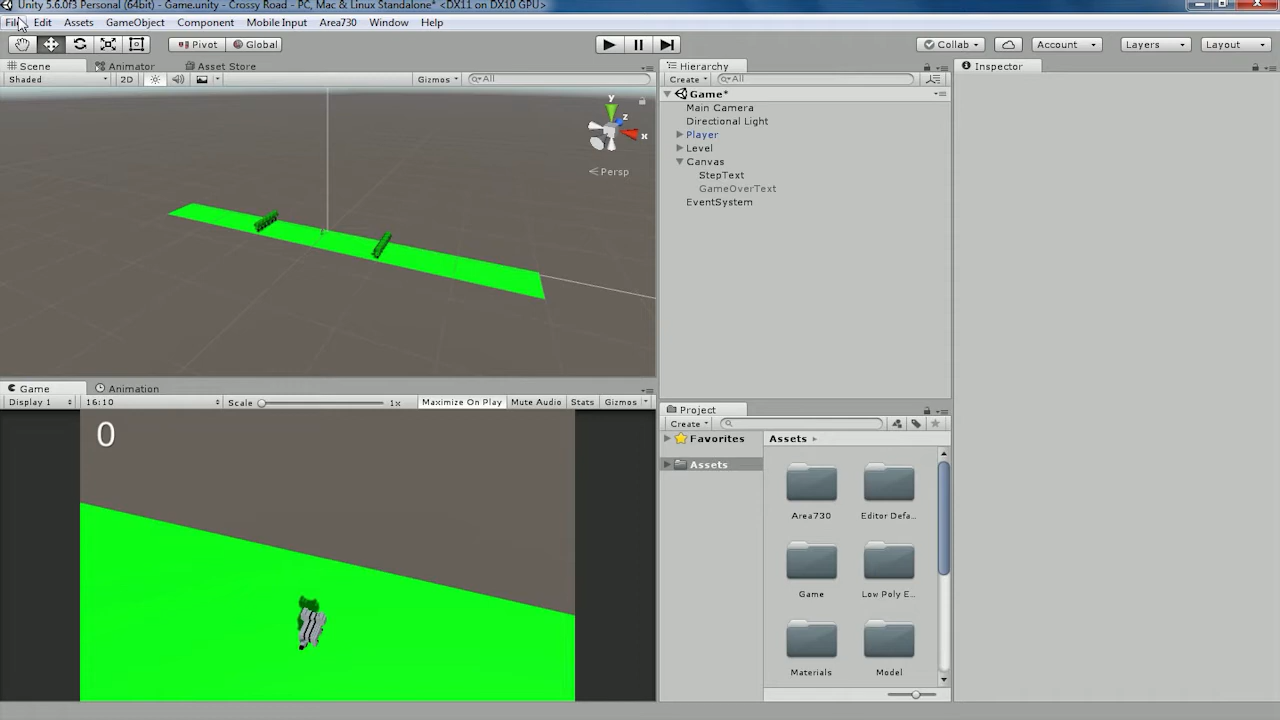 Unity 5.6.0f3 Personal (64bit) - Game.unity - Crossy Road - PC, Mac & Linux Standalone* <DX11 on DX10 GPU>
File Edit Assets GameObject Component Mobile Input Area730 Window Help
Pivot Global Collab Account Layers Layout
Scene Animator Asset Store
Shaded 2D Gizmos All
y
z
x
Persp
Hierarchy
Create All
Game*
Main Camera
Directional Light
Player
Level
Canvas
StepText
GameOverText
EventSystem
Inspector
Game Animation
Display 1 16:10 Scale 1x Maximize On Play Mute Audio Stats Gizmos
0
Project
Create
Favorites
Assets
Assets
Area730 Editor Defa...
Game Low Poly E...
Materials Model